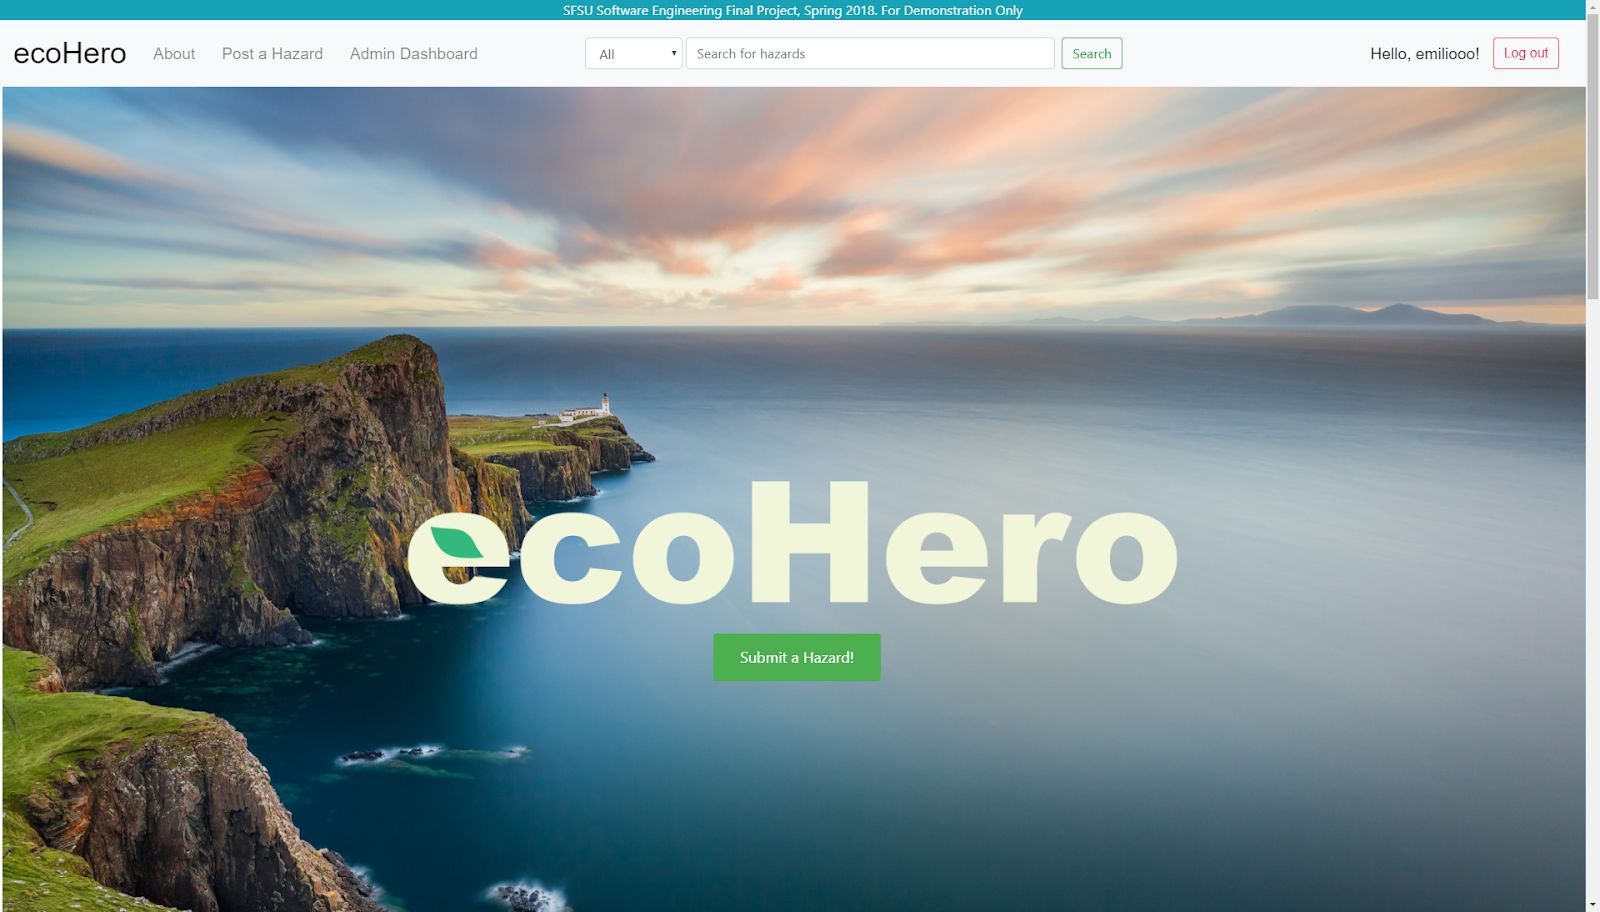 SFSU Software Engineering Final Project, Spring 2018. For Demonstration Only
ecoHero About Post a Hazard Admin Dashboard All Search for hazards Search Hello, emiliooo! Log out
ecoHero
Submit a Hazard!